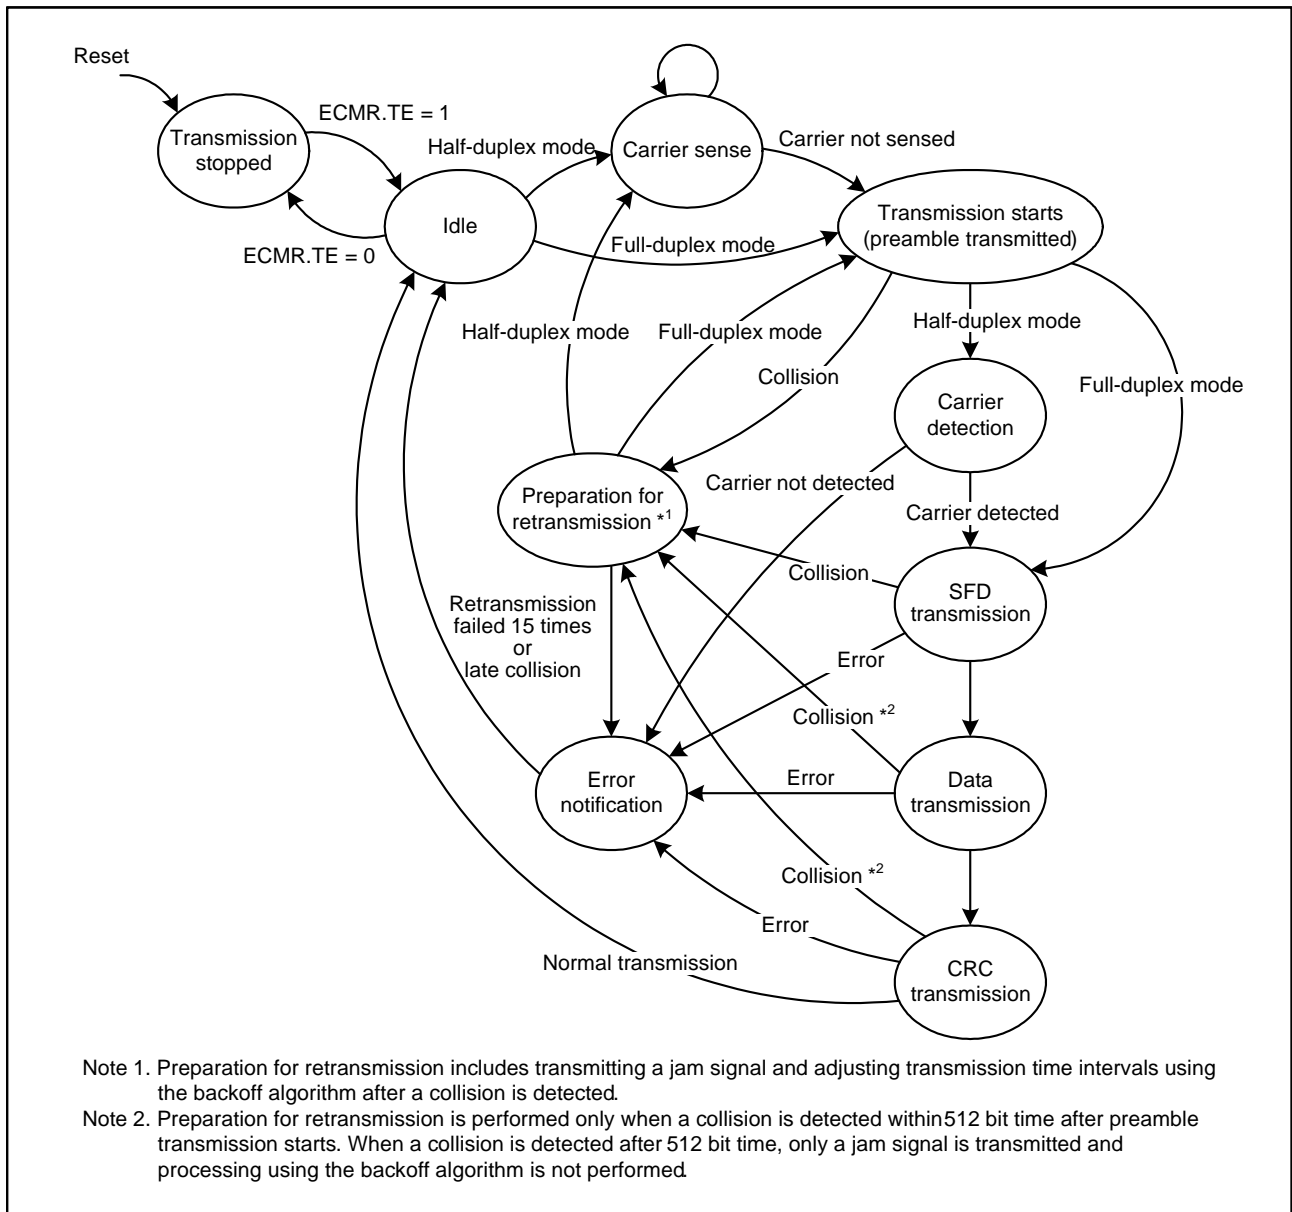 Reset
Transmission
stopped
ECMR.TE = 1
ECMR.TE = 0
Idle
Half-duplex mode
Carrier sense
Carrier not sensed
Full-duplex mode
Transmission starts
(preamble transmitted)
Half-duplex mode
Full-duplex mode
Collision
Half-duplex mode
Full-duplex mode
Carrier
detection
Preparation for
retransmission *1
Carrier not detected
Carrier detected
Collision
SFD
transmission
Retransmission
failed 15 times
or
late collision
Error
Collision *2
Error
notification
Error
Data
transmission
Collision *2
Error
Normal transmission
CRC
transmission
Note 1. Preparation for retransmission includes transmitting a jam signal and adjusting transmission time intervals using
the backoff algorithm after a collision is detected.
Note 2. Preparation for retransmission is performed only when a collision is detected within 512 bit time after preamble
transmission starts. When a collision is detected after 512 bit time, only a jam signal is transmitted and
processing using the backoff algorithm is not performed.